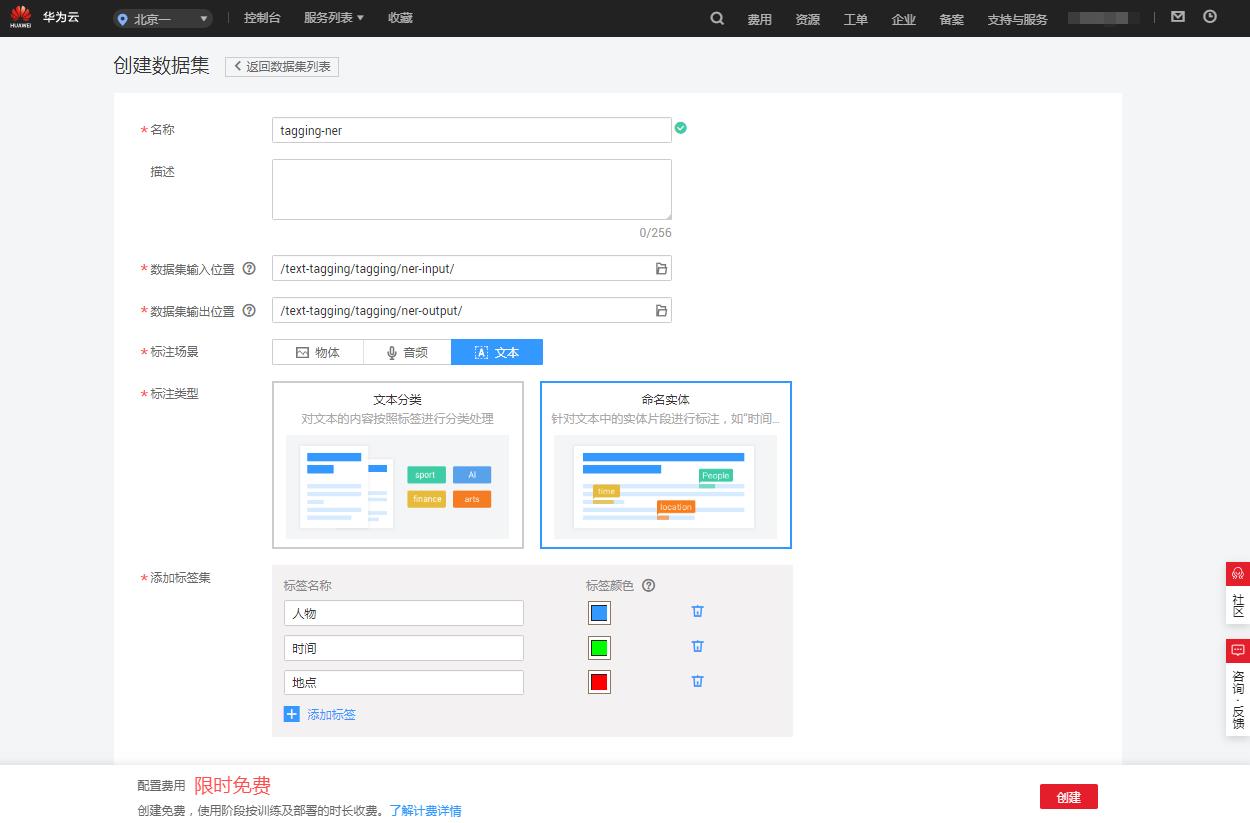 HUAWEI 华为云 北京一 控制台 服务列表 收藏 费用 资源 工单 企业 备案 支持与服务
创建数据集 返回数据集列表
* 名称 tagging-ner
描述
0/256
* 数据集输入位置 /text-tagging/tagging/ner-input/
* 数据集输出位置 /text-tagging/tagging/ner-output/
* 标注场景 物体 音频 A 文本
* 标注类型
文本分类
对文本的内容按照标签进行分类处理
sport AI
finance arts
命名实体
针对文本中的实体片段进行标注，如“时间...
People
time
location
* 添加标签集
标签名称 标签颜色
人物
时间
地点
添加标签
社区
咨询·反馈
配置费用 限时免费
创建免费，使用阶段按训练及部署的时长收费。了解计费详情
创建